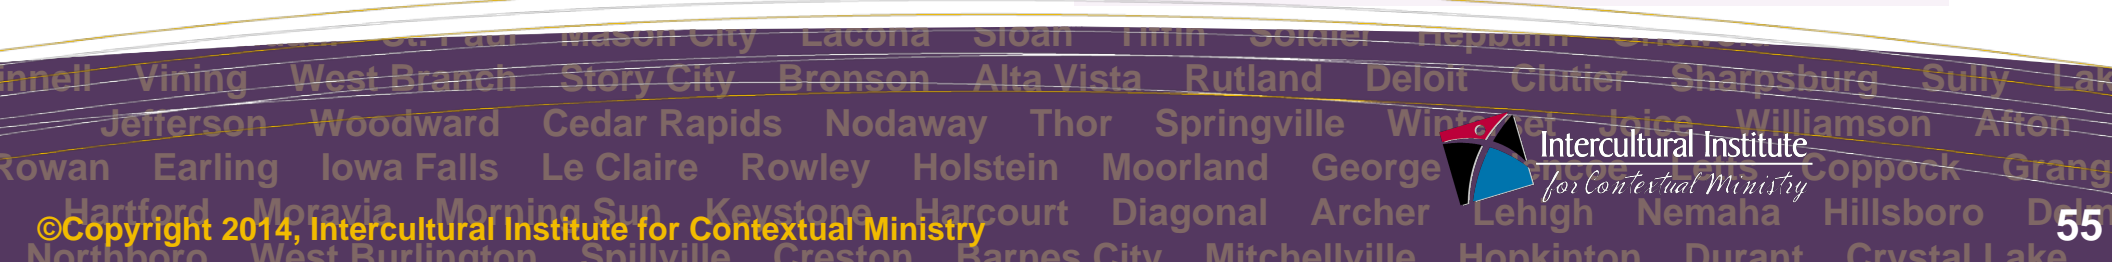 St. Paul Mason City Lacona Sloan Tiffin Soldier Hepburn
Vining West Branch Story City Bronson Alta Vista Rutland Deloit Clutier Sharpsburg Sully
Jefferson Woodward Cedar Rapids Nodaway Thor Springville Joice Williamson Afton
Rowan Earling Iowa Falls Le Claire Rowley Holstein Moorland George Letts Coppock
Intercultural Institute
for Contextual Ministry
Hartford Moravia Morning Sun Keystone Harcourt Diagonal Archer Lehigh Nemaha Hillsboro
©Copyright 2014, Intercultural Institute for Contextual Ministry
55
Northboro West Burlington Spillville Creston Barnes City Mitchellville Hopkinton Durant Crystal Lake